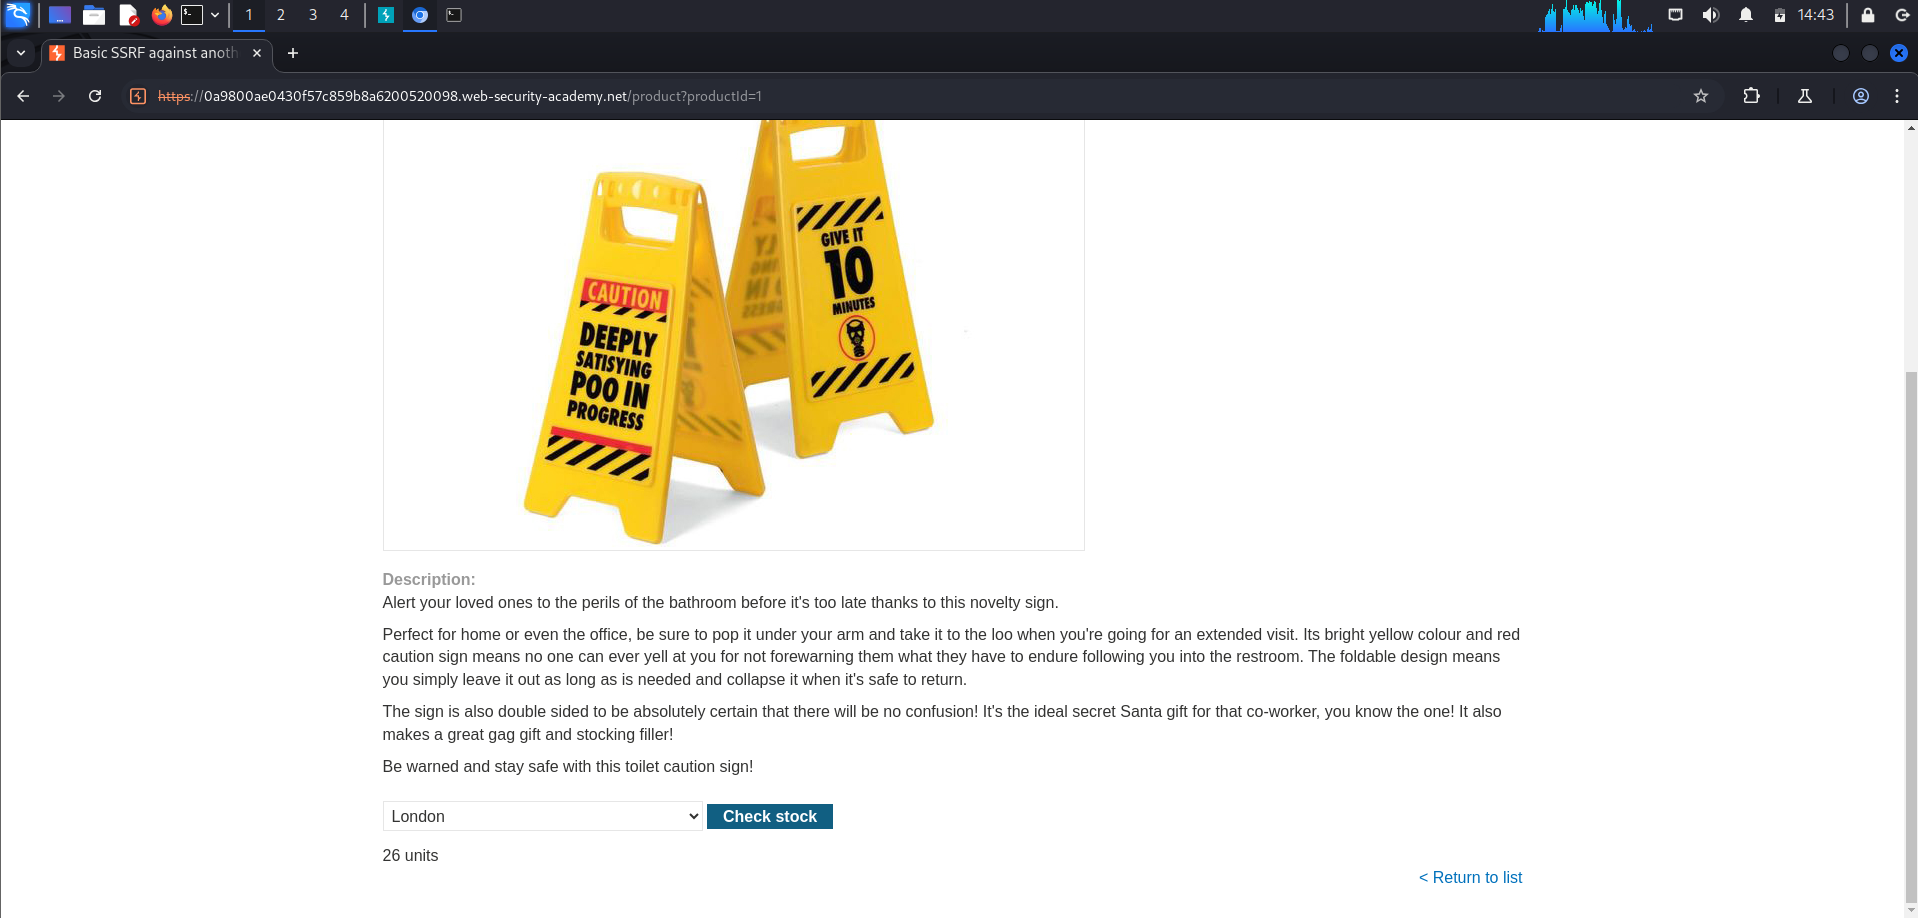 1 2 3 4
14:43
Basic SSRF against anoth
https://0a9800ae0430f57c859b8a6200520098.web-security-academy.net/product?productId=1
GIVE IT
10
MINUTES
CAUTION
DEEPLY
SATISYING
POO IN
PROGRESS
Description:
Alert your loved ones to the perils of the bathroom before it's too late thanks to this novelty sign.
Perfect for home or even the office, be sure to pop it under your arm and take it to the loo when you're going for an extended visit. Its bright yellow colour and red
caution sign means no one can ever yell at you for not forewarning them what they have to endure following you into the restroom. The foldable design means
you simply leave it out as long as is needed and collapse it when it's safe to return.
The sign is also double sided to be absolutely certain that there will be no confusion! It's the ideal secret Santa gift for that co-worker, you know the one! It also
makes a great gag gift and stocking filler!
Be warned and stay safe with this toilet caution sign!
London
Check stock
26 units
< Return to list